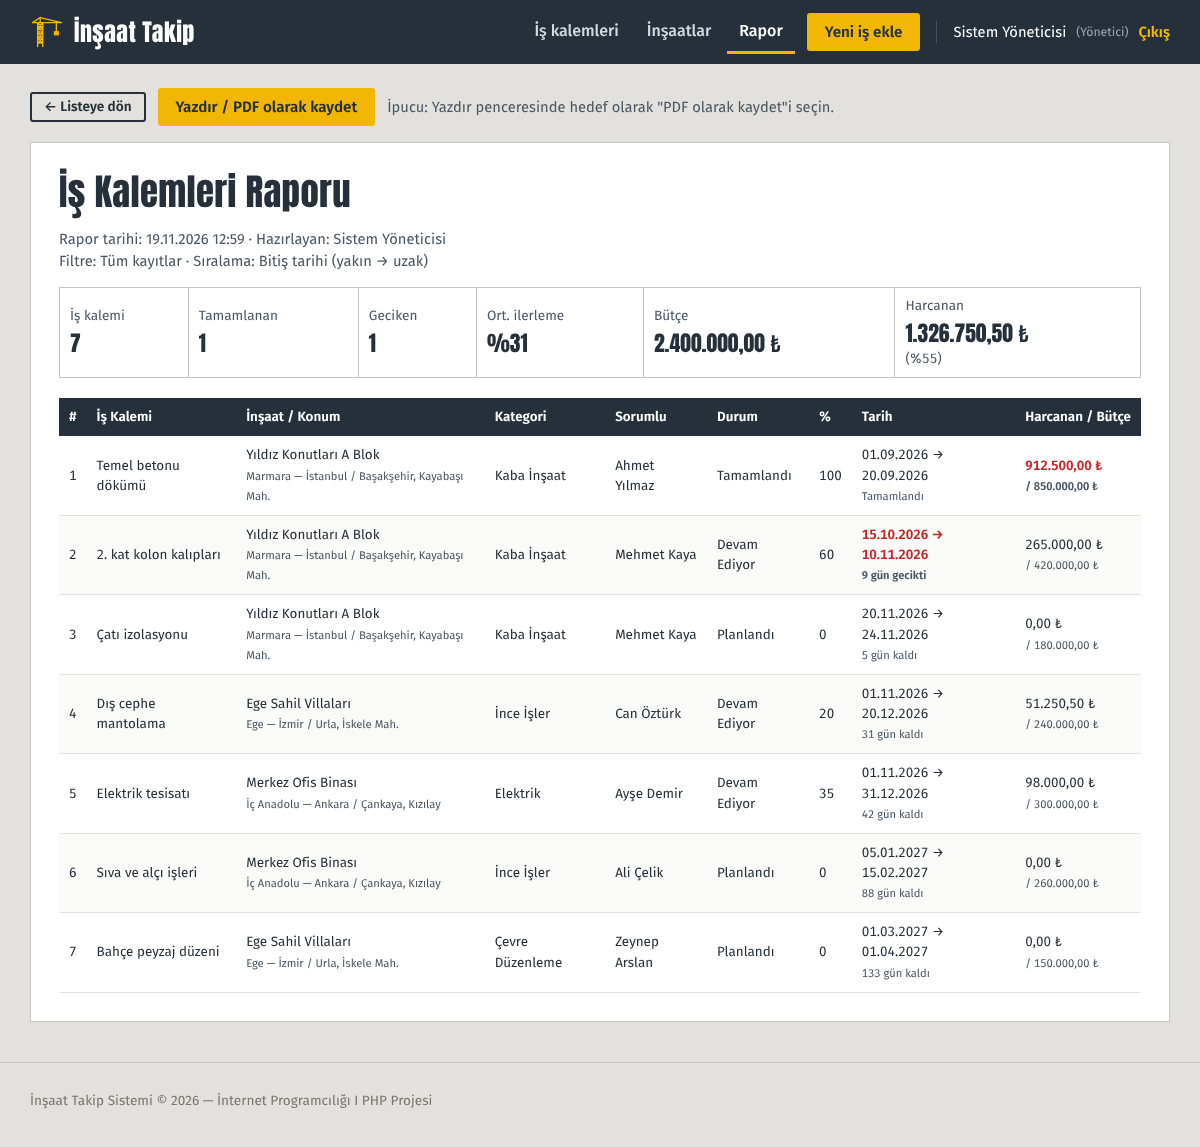 İnşaat Takip
İş kalemleri
İnşaatlar
Rapor
Yeni iş ekle
Sistem Yöneticisi (Yönetici) Çıkış
← Listeye dön
Yazdır / PDF olarak kaydet
İpucu: Yazdır penceresinde hedef olarak "PDF olarak kaydet"i seçin.
İş Kalemleri Raporu
Rapor tarihi: 19.11.2026 12:59 · Hazırlayan: Sistem Yöneticisi
Filtre: Tüm kayıtlar · Sıralama: Bitiş tarihi (yakın → uzak)
İş kalemi
7
Tamamlanan
1
Geciken
1
Ort. ilerleme
%31
Bütçe
2.400.000,00 ₺
Harcanan
1.326.750,50 ₺
(%55)
# İş Kalemi İnşaat / Konum Kategori Sorumlu Durum % Tarih Harcanan / Bütçe
1
Temel betonu
dökümü
Yıldız Konutları A Blok
Marmara — İstanbul / Başakşehir, Kayabaşı
Mah.
Kaba İnşaat
Ahmet
Yılmaz
Tamamlandı
100
01.09.2026 →
20.09.2026
Tamamlandı
912.500,00 ₺
/ 850.000,00 ₺
2
2. kat kolon kalıpları
Yıldız Konutları A Blok
Marmara — İstanbul / Başakşehir, Kayabaşı
Mah.
Kaba İnşaat
Mehmet Kaya
Devam
Ediyor
60
15.10.2026 →
10.11.2026
9 gün gecikti
265.000,00 ₺
/ 420.000,00 ₺
3
Çatı izolasyonu
Yıldız Konutları A Blok
Marmara — İstanbul / Başakşehir, Kayabaşı
Mah.
Kaba İnşaat
Mehmet Kaya
Planlandı
0
20.11.2026 →
24.11.2026
5 gün kaldı
0,00 ₺
/ 180.000,00 ₺
4
Dış cephe
mantolama
Ege Sahil Villaları
Ege — İzmir / Urla, İskele Mah.
İnce İşler
Can Öztürk
Devam
Ediyor
20
01.11.2026 →
20.12.2026
31 gün kaldı
51.250,50 ₺
/ 240.000,00 ₺
5
Elektrik tesisatı
Merkez Ofis Binası
İç Anadolu — Ankara / Çankaya, Kızılay
Elektrik
Ayşe Demir
Devam
Ediyor
35
01.11.2026 →
31.12.2026
42 gün kaldı
98.000,00 ₺
/ 300.000,00 ₺
6
Sıva ve alçı işleri
Merkez Ofis Binası
İç Anadolu — Ankara / Çankaya, Kızılay
İnce İşler
Ali Çelik
Planlandı
0
05.01.2027 →
15.02.2027
88 gün kaldı
0,00 ₺
/ 260.000,00 ₺
7
Bahçe peyzaj düzeni
Ege Sahil Villaları
Ege — İzmir / Urla, İskele Mah.
Çevre
Düzenleme
Zeynep
Arslan
Planlandı
0
01.03.2027 →
01.04.2027
133 gün kaldı
0,00 ₺
/ 150.000,00 ₺
İnşaat Takip Sistemi © 2026 — İnternet Programcılığı I PHP Projesi